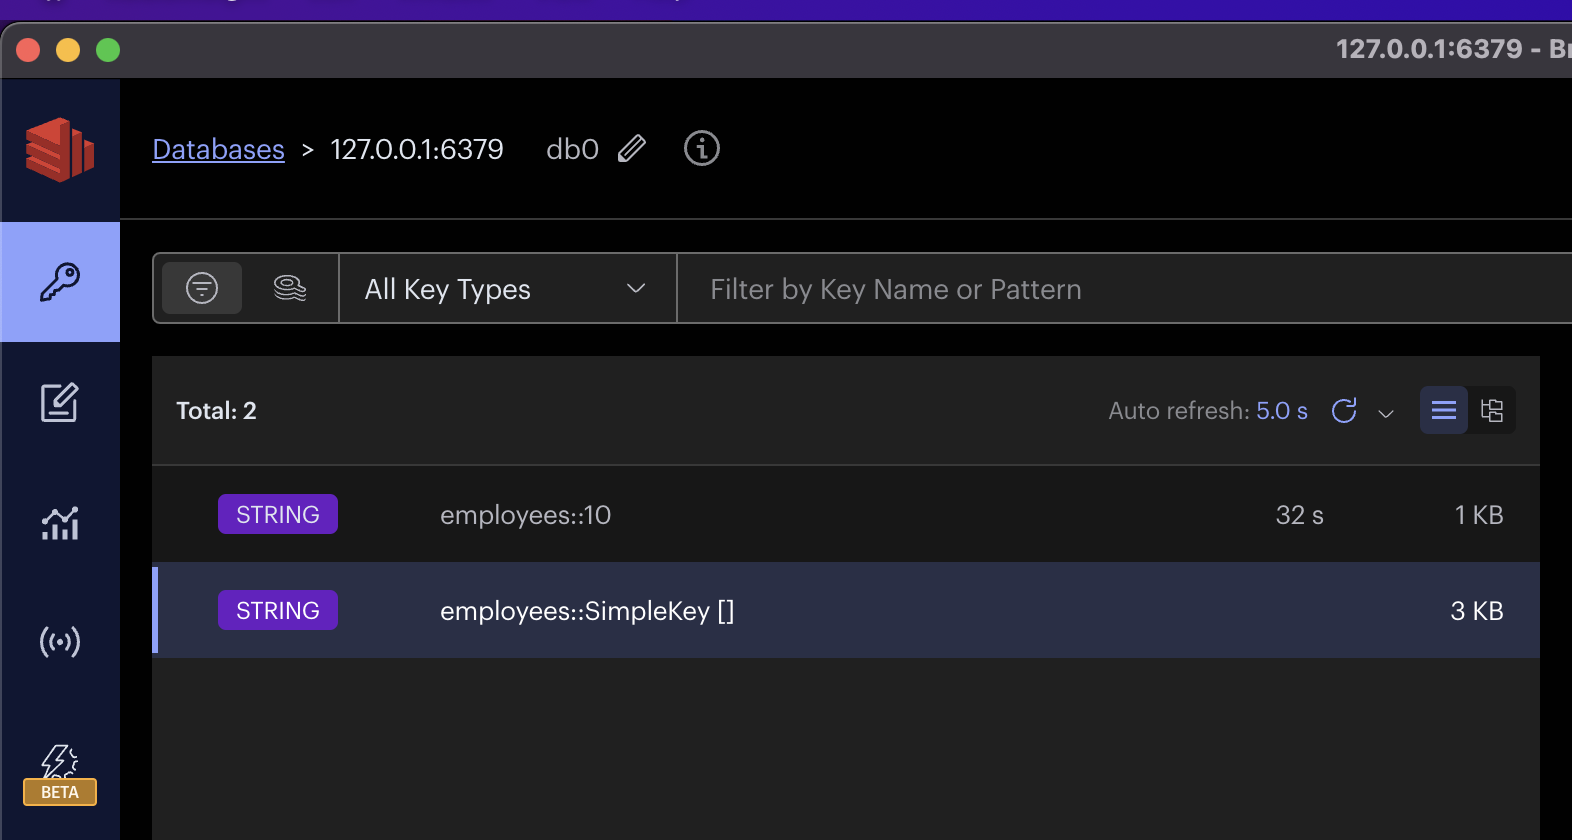 127.0.0.1:6379 - Br
Databases > 127.0.0.1:6379 db0
All Key Types Filter by Key Name or Pattern
Total: 2 Auto refresh: 5.0 s
STRING employees::10 32 s 1 KB
STRING employees::SimpleKey [] 3 KB
BETA